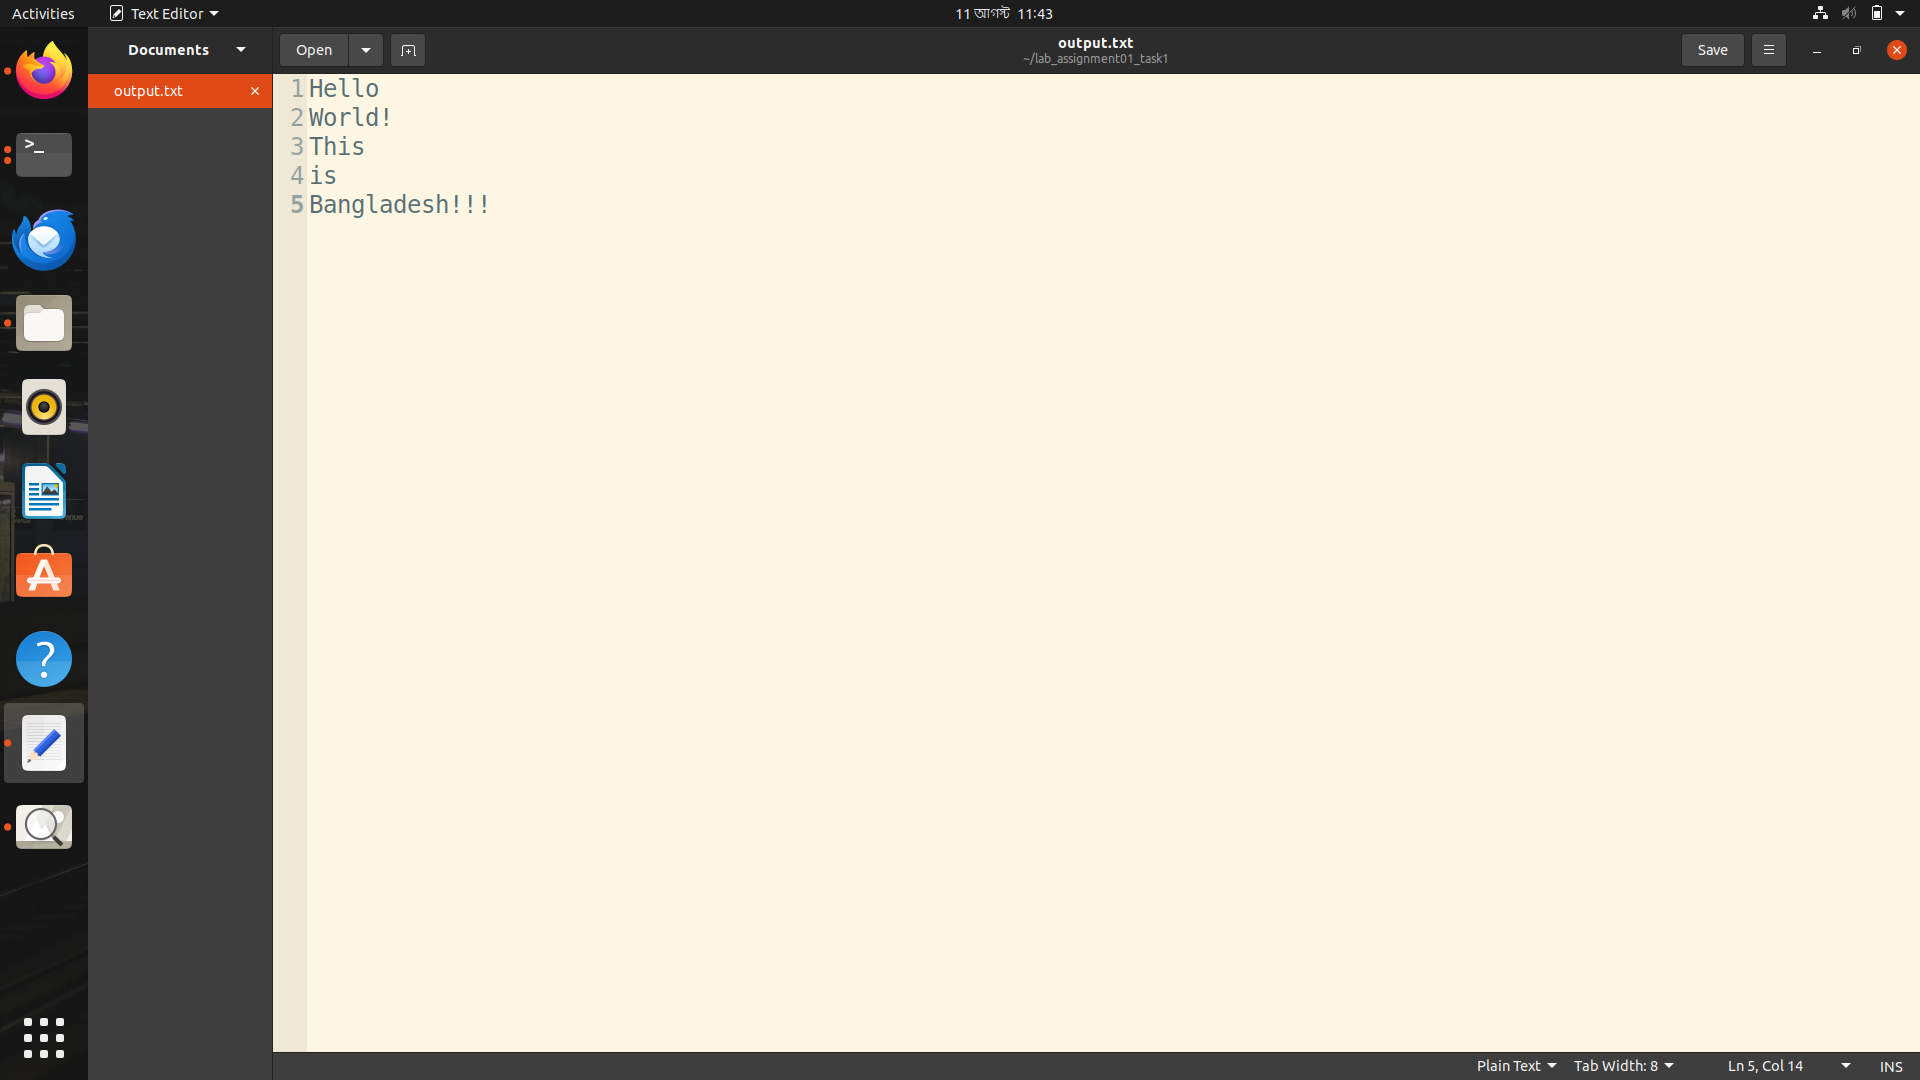 Activities Text Editor 11 আগস্ট 11:43
Documents Open output.txt Save
~/lab_assignment01_task1
output.txt
1 Hello
2 World!
3 This
4 is
5 Bangladesh!!!
Plain Text Tab Width: 8 Ln 5, Col 14 INS